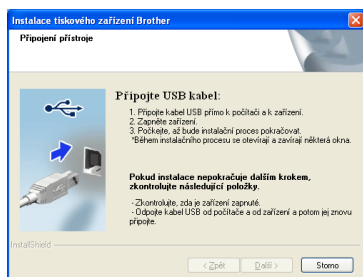 Instalace tiskového zařízení Brother
Připojení přístroje
Připojte USB kabel:
1. Připojte kabel USB přímo k počítači a k zařízení.
2. Zapněte zařízení.
3. Počkejte, až bude instalační proces pokračovat.
*Během instalačního procesu se otevírají a zavírají některá okna.
Pokud instalace nepokračuje dalším krokem,
zkontrolujte následující položky.
- Zkontrolujte, zda je zařízení zapnuté.
- Odpojte kabel USB od počítače a od zařízení a potom jej znovu
připojte.
InstallShield
< Zpět
Další >
Storno